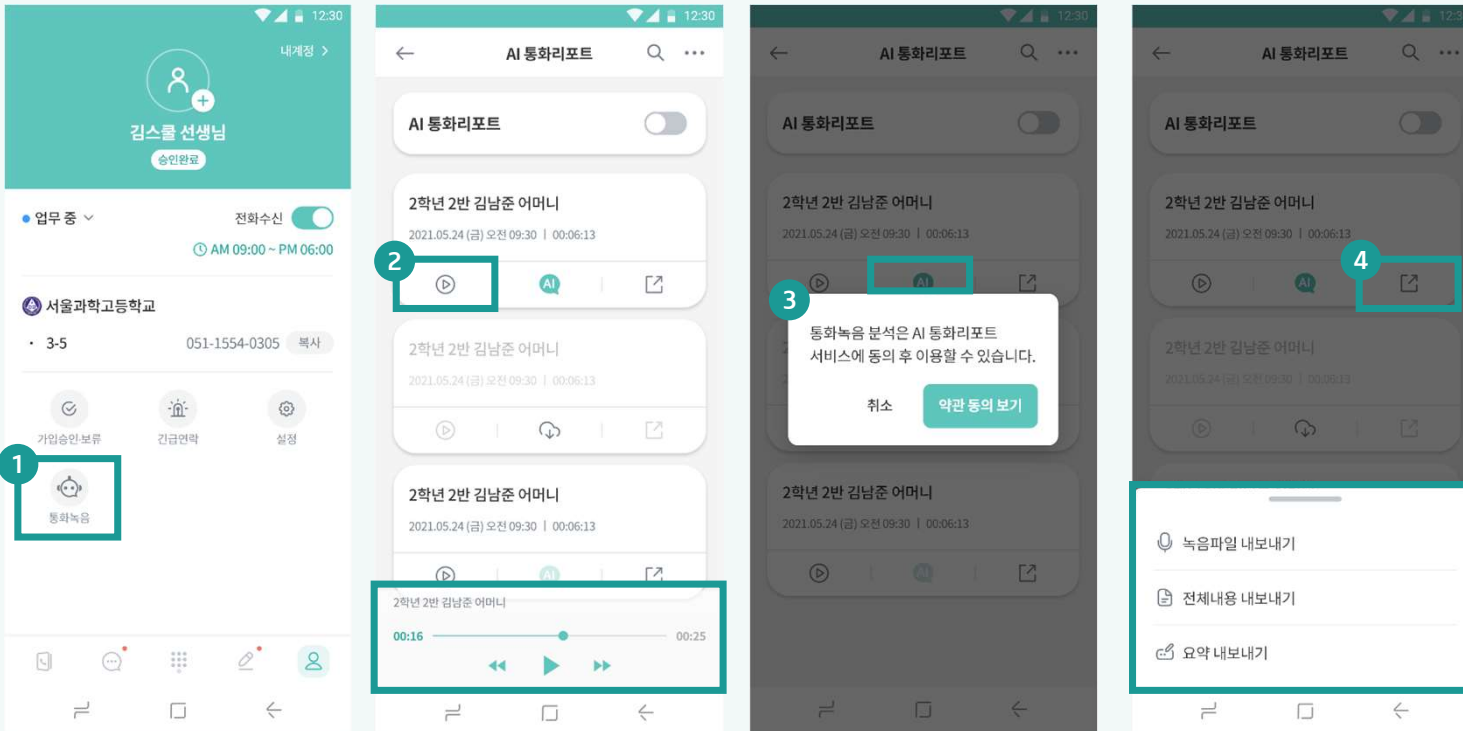 12:30
내계정 >
김스쿨 선생님
승인완료
업무 중
전화수신
AM 09:00 ~ PM 06:00
서울과학고등학교
· 3-5
051-1554-0305
복사
가입승인·보류
긴급연락
설정
1
통화녹음
12:30
AI 통화리포트
AI 통화리포트
2학년 2반 김남준 어머니
2021.05.24 (금) 오전 09:30 | 00:06:13
2
AI
2학년 2반 김남준 어머니
2021.05.24 (금) 오전 09:30 | 00:06:13
2학년 2반 김남준 어머니
2021.05.24 (금) 오전 09:30 | 00:06:13
AI
2학년 2반 김남준 어머니
00:16
00:25
12:30
AI 통화리포트
AI 통화리포트
2학년 2반 김남준 어머니
2021.05.24 (금) 오전 09:30 | 00:06:13
AI
3
통화녹음 분석은 AI 통화리포트
서비스에 동의 후 이용할 수 있습니다.
취소
약관 동의 보기
2학년 2반 김남준 어머니
2021.05.24 (금) 오전 09:30 | 00:06:13
AI
AI 통화리포트
AI 통화리포트
2학년 2반 김남준 어머니
2021.05.24 (금) 오전 09:30 | 00:06:13
4
AI
2학년 2반 김남준 어머니
2021.05.24 (금) 오전 09:30 | 00:06:13
녹음파일 내보내기
전체내용 내보내기
요약 내보내기